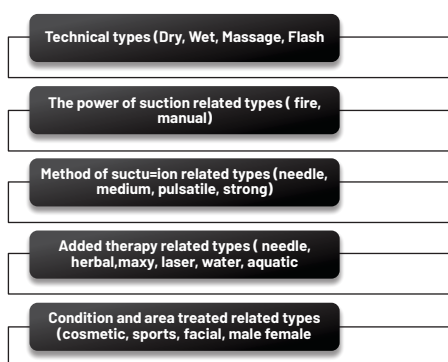 Technical types (Dry, Wet, Massage, Flash
The power of suction related types ( fire,
manual)
Method of suctu=ion related types (needle,
medium, pulsatile, strong)
Added therapy related types ( needle,
herbal,maxy, laser, water, aquatic
Condition and area treated related types
(cosmetic, sports, facial, male female